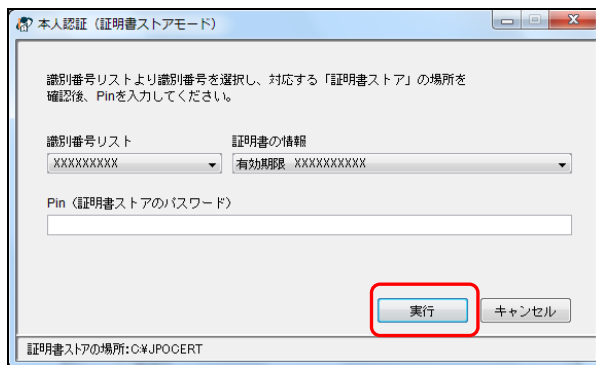 本人認証（証明書ストアモード）
識別番号リストより識別番号を選択し、対応する「証明書ストア」の場所を
確認後、Pinを入力してください。
識別番号リスト 証明書の情報
XXXXXXXXX 有効期限 XXXXXXXXXX
Pin（証明書ストアのパスワード）
実行 キャンセル
証明書ストアの場所:C:¥JPOCERT